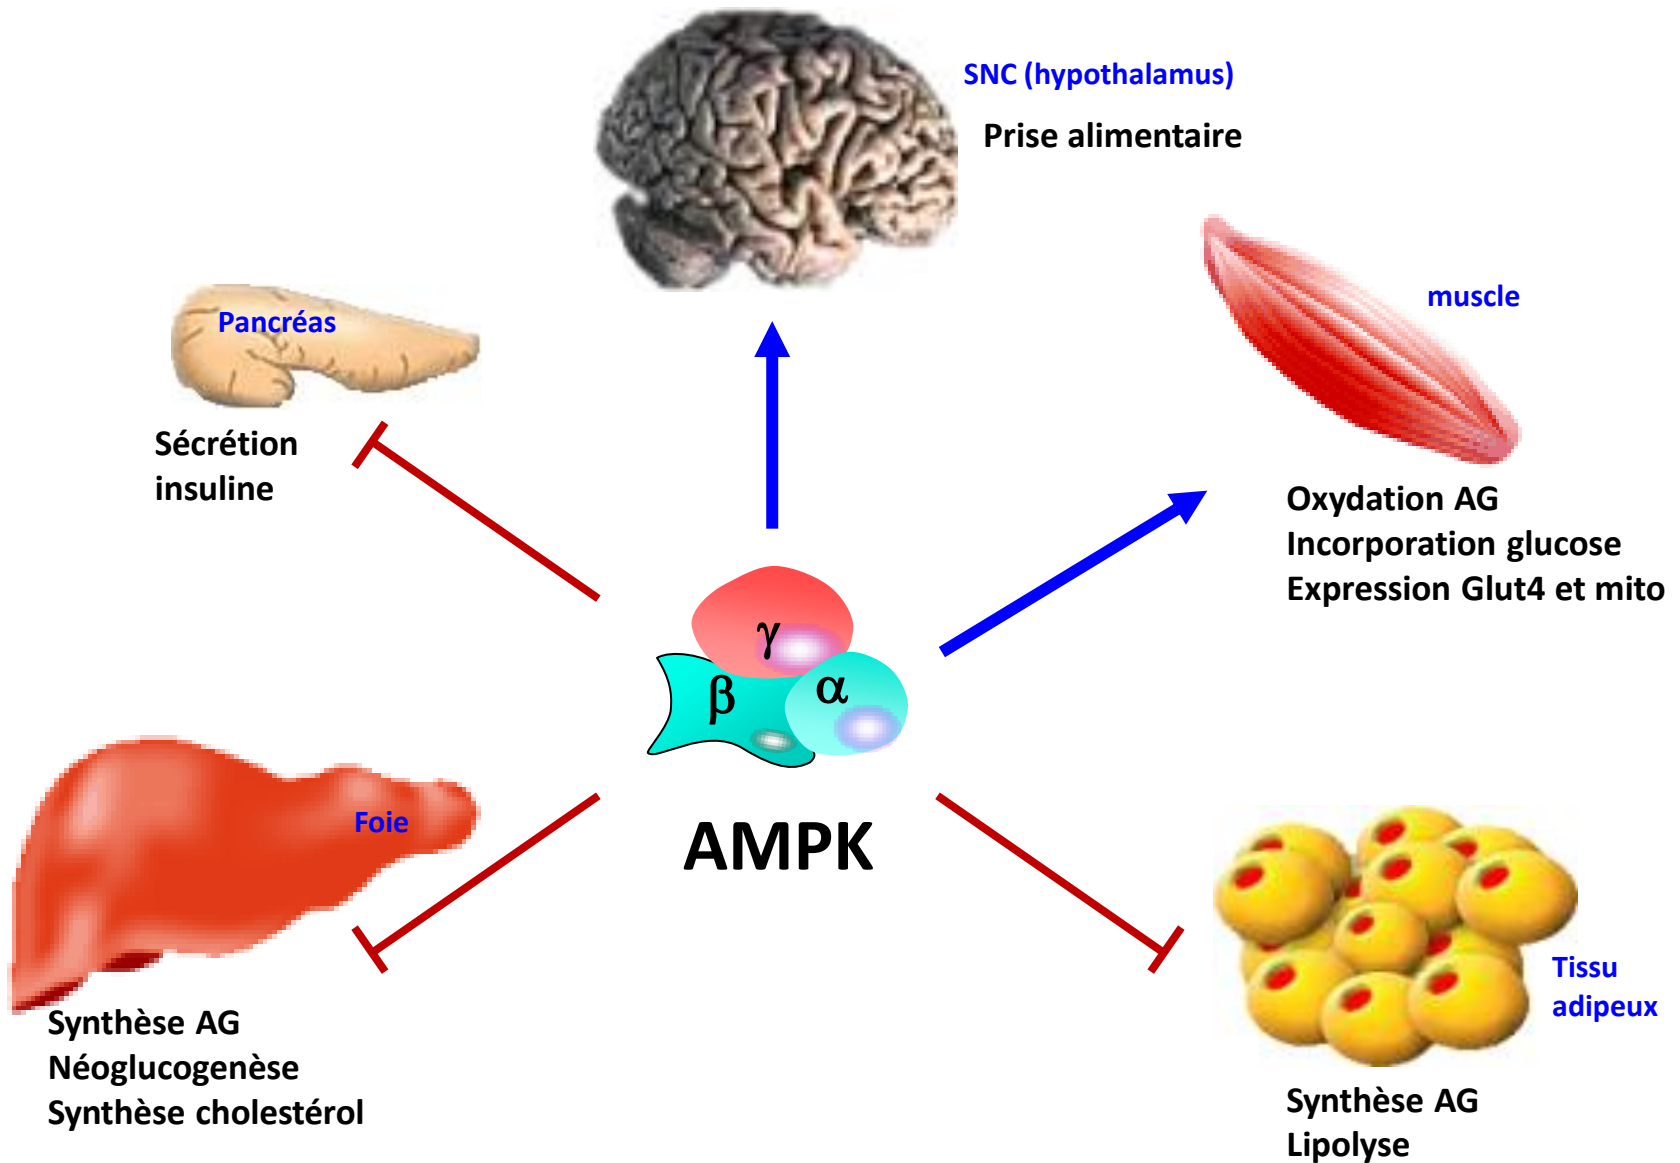 SNC (hypothalamus)
Prise alimentaire
muscle
Pancréas
Sécrétion
insuline
Oxydation AG
Incorporation glucose
Expression Glut4 et mito
γ
β
α
AMPK
Foie
Synthèse AG
Néoglucogenèse
Synthèse cholestérol
Tissu
adipeux
Synthèse AG
Lipolyse